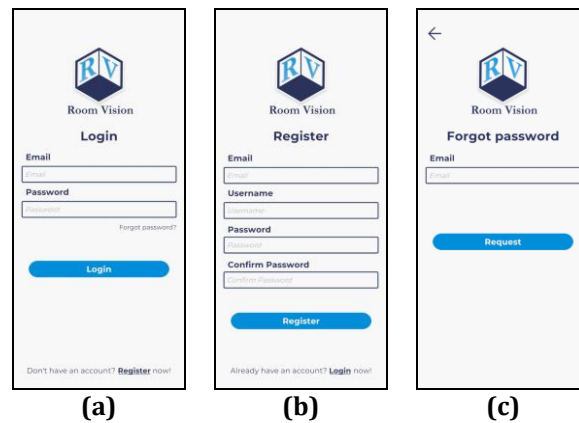 RV
Room Vision
Login
Email
Email
Password
Password
Forgot password?
Login
Don't have an account? Register now!
(a)
RV
Room Vision
Register
Email
Email
Username
Username
Password
Password
Confirm Password
Confirm Password
Register
Already have an account? Login now!
(b)
RV
Room Vision
Forgot password
Email
Email
Request
(c)